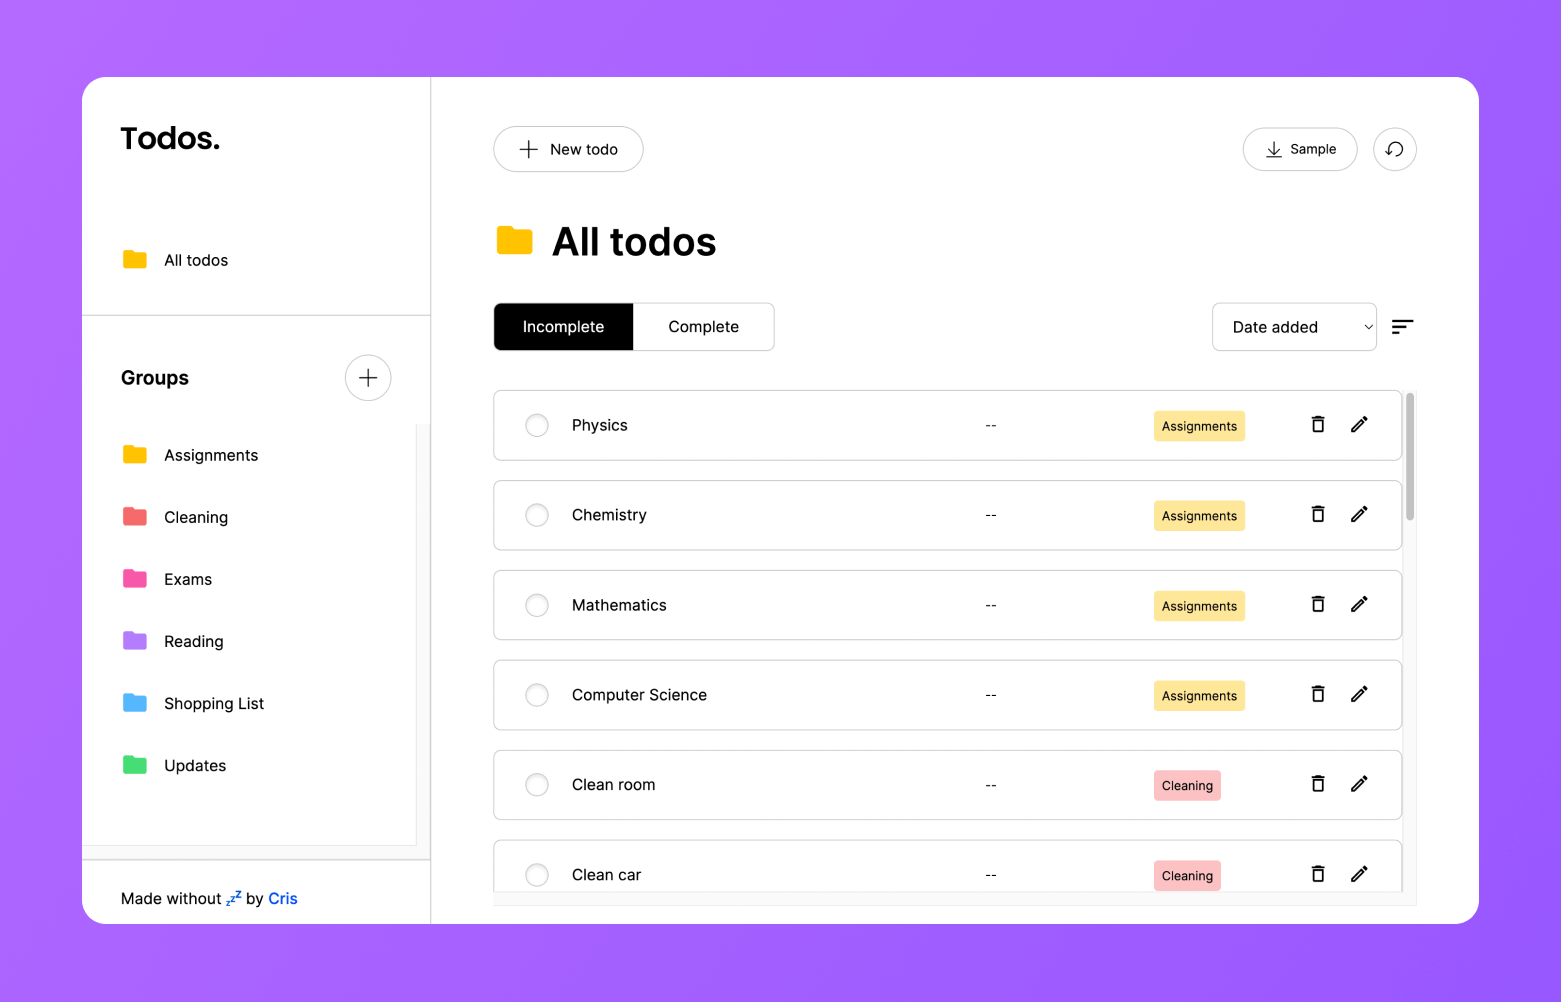 Todos.
All todos
Groups
Assignments
Cleaning
Exams
Reading
Shopping List
Updates
Made without 💤 by Cris
New todo
Sample
All todos
Incomplete Complete
Date added
Physics -- Assignments
Chemistry -- Assignments
Mathematics -- Assignments
Computer Science -- Assignments
Clean room -- Cleaning
Clean car -- Cleaning